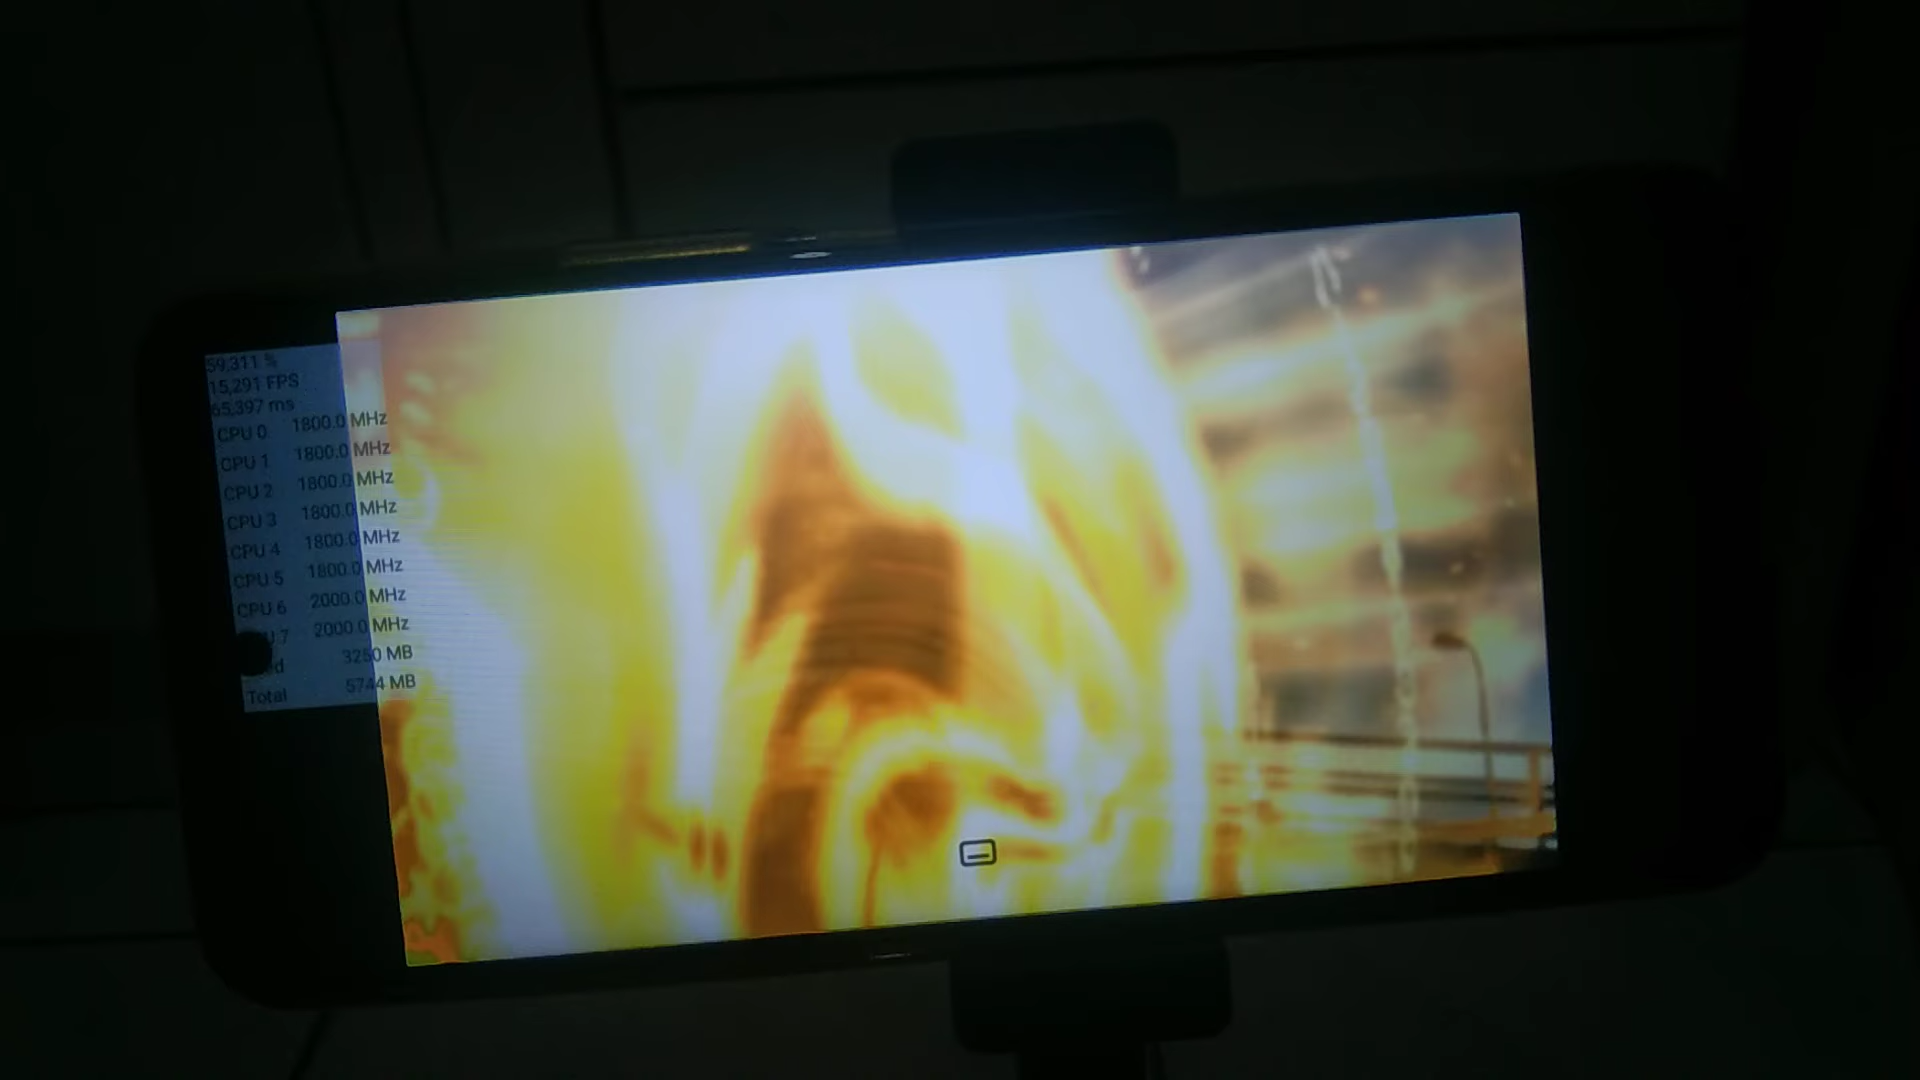 59,311 %
15,291 FPS
65,397 ms
CPU 0 1800.0 MHz
CPU 1 1800.0 MHz
CPU 2 1800.0 MHz
CPU 3 1800.0 MHz
CPU 4 1800.0 MHz
CPU 5 1800.0 MHz
CPU 6 2000.0 MHz
2000.0 MHz
3250 MB
Total 5744 MB